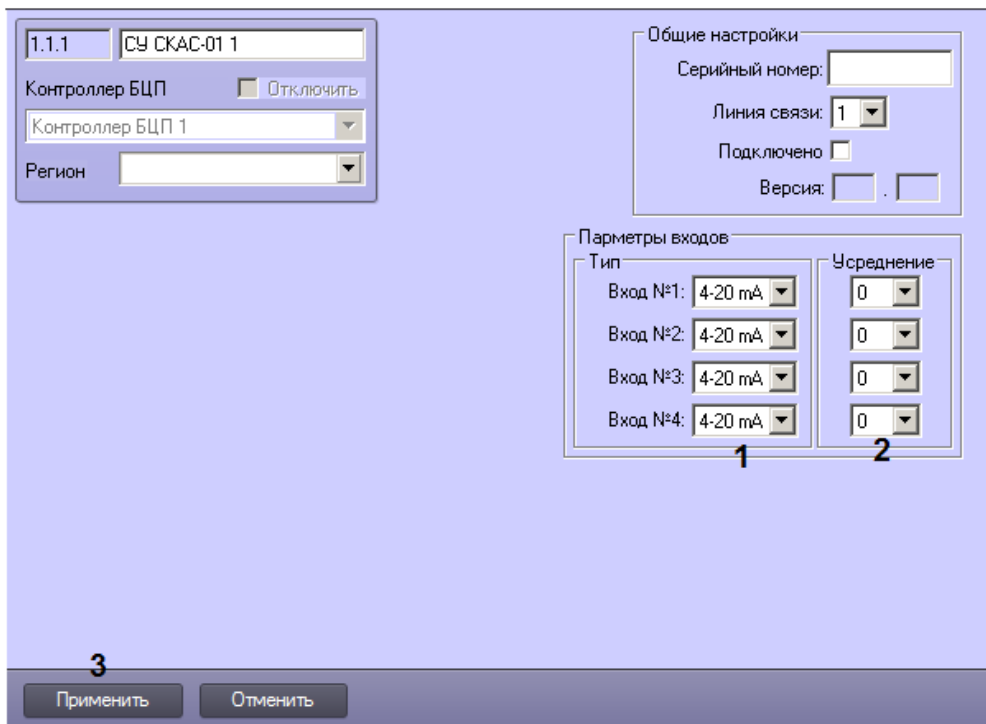 1.1.1 СУ СКАС-01 1
Контроллер БЦП Отключить
Контроллер БЦП 1
Регион
Общие настройки
Серийный номер:
Линия связи: 1
Подключено
Версия: .
Парметры входов
Тип Усреднение
Вход №1: 4-20 mA 0
Вход №2: 4-20 mA 0
Вход №3: 4-20 mA 0
Вход №4: 4-20 mA 0
1 2
3
Применить Отменить